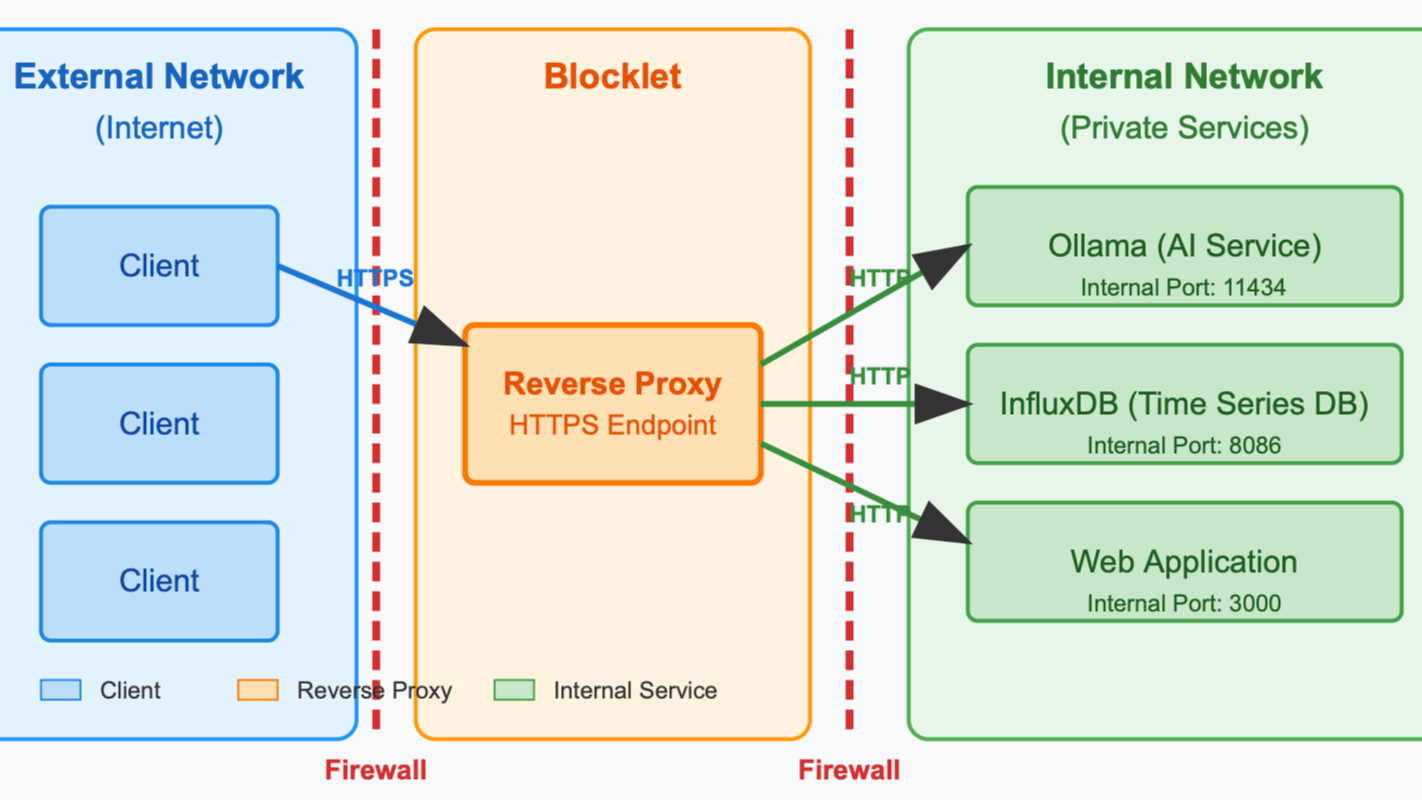 External Network
(Internet)
Client
Client
Client
HTTPS
Blocklet
Reverse Proxy
HTTPS Endpoint
HTTP
HTTP
HTTP
Internal Network
(Private Services)
Ollama (AI Service)
Internal Port: 11434
InfluxDB (Time Series DB)
Internal Port: 8086
Web Application
Internal Port: 3000
Client
Reverse Proxy
Internal Service
Firewall
Firewall